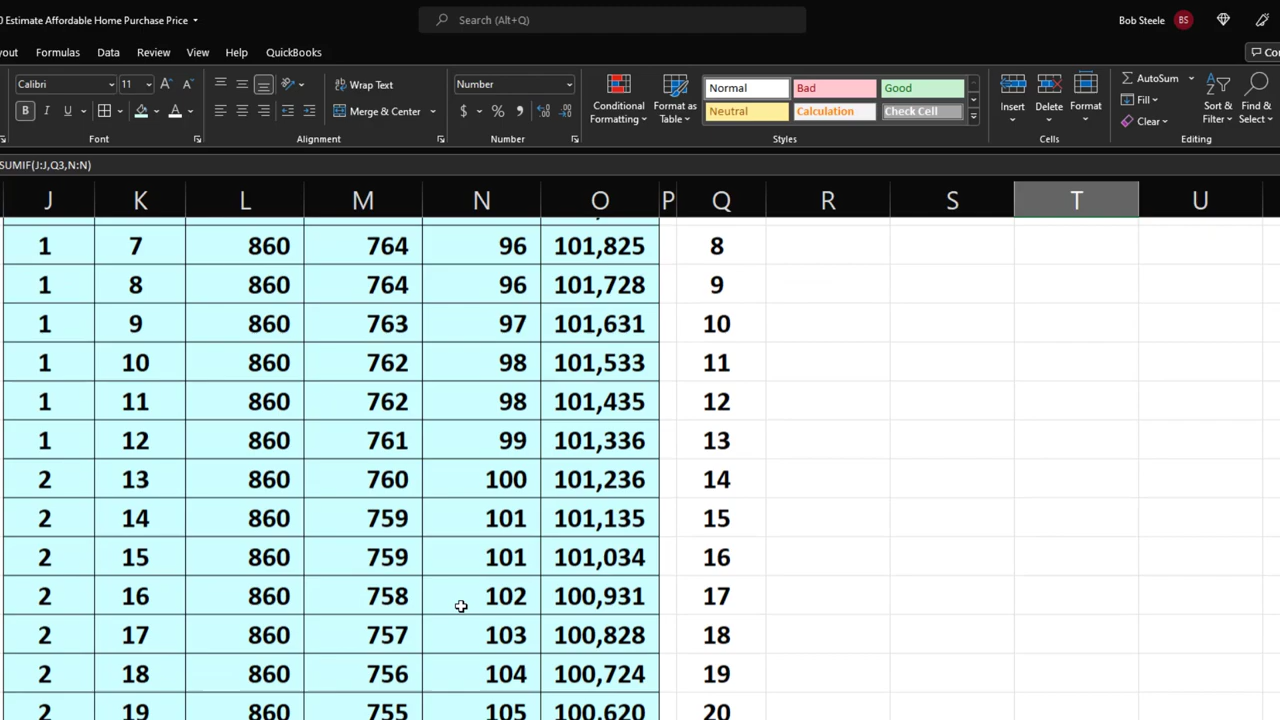 0 Estimate Affordable Home Purchase Price
Search (Alt+Q)
Bob Steele BS
out Formulas Data Review View Help QuickBooks
Calibri 11 A A Wrap Text Number Conditional Formatting Format as Table Normal Bad Good Insert Delete Format AutoSum Sort & Filter Find & Select
B I U A Merge & Center $ % Neutral Calculation Check Cell Fill Clear
Font Alignment Number Styles Cells Editing
SUMIF(J:J,Q3,N:N)
J K L M N O P Q R S T U
1 7 860 764 96 101,825 8
1 8 860 764 96 101,728 9
1 9 860 763 97 101,631 10
1 10 860 762 98 101,533 11
1 11 860 762 98 101,435 12
1 12 860 761 99 101,336 13
2 13 860 760 100 101,236 14
2 14 860 759 101 101,135 15
2 15 860 759 101 101,034 16
2 16 860 758 102 100,931 17
2 17 860 757 103 100,828 18
2 18 860 756 104 100,724 19
2 19 860 755 105 100,620 20